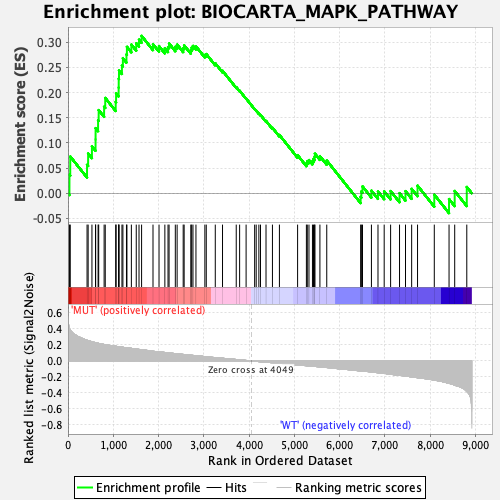 Enrichment plot: BIOCARTA_MAPK_PATHWAY
Enrichment score (ES)
0.30
0.25
0.20
0.15
0.10
0.05
0.00
-0.05
Ranked list metric (Signal2Noise)
'MUT' (positively correlated)
0.6
0.4
0.2
0.0
-0.2
-0.4
-0.6
-0.8
Zero cross at 4049
'WT' (negatively correlated)
0 1,000 2,000 3,000 4,000 5,000 6,000 7,000 8,000 9,000
Rank in Ordered Dataset
Enrichment profile Hits Ranking metric scores